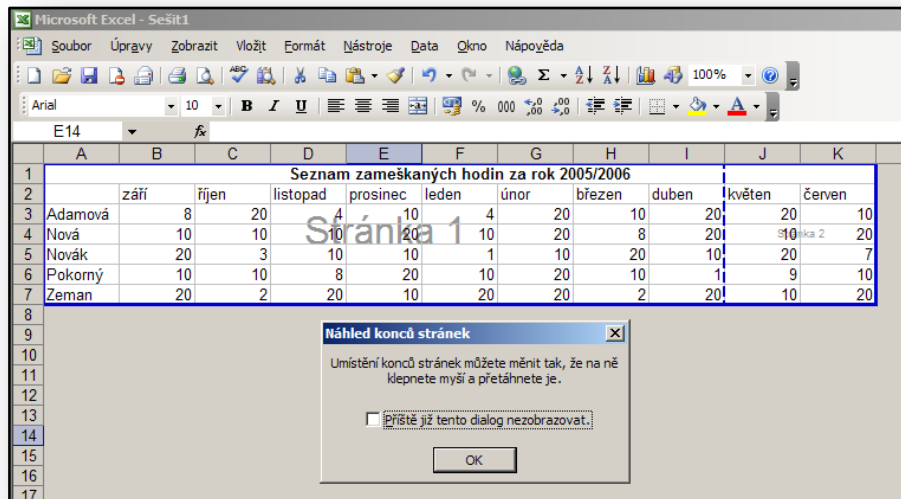 Microsoft Excel - Sešit1
Soubor Úpravy Zobrazit Vložit Formát Nástroje Data Okno Nápověda
ABC Σ A Z Z A 100%
Arial 10 B I U % 000 A
E14 fx
A B C D E F G H I J K
1 Seznam zameškaných hodin za rok 2005/2006
2 září říjen listopad prosinec leden únor březen duben květen červen
3 Adamová 8 20 4 10 4 20 10 20 20 10
4 Nová 10 10 10 20 10 20 8 20 10 20
Stránka 1 Stránka 2
5 Novák 20 3 10 10 1 10 20 10 20 7
6 Pokorný 10 10 8 20 10 20 10 1 9 10
7 Zeman 20 2 20 10 20 20 2 20 10 20
8
9 Náhled konců stránek
10 Umístění konců stránek můžete měnit tak, že na ně
11 klepnete myší a přetáhnete je.
12
13 Příště již tento dialog nezobrazovat.
14
15 OK
16
17